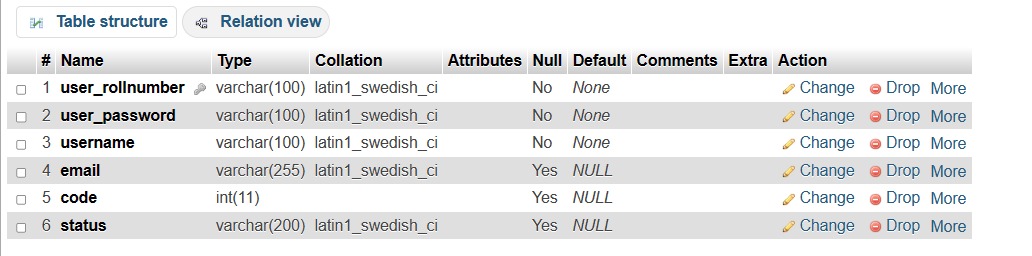 Table structure Relation view
# Name Type Collation Attributes Null Default Comments Extra Action
1 user_rollnumber varchar(100) latin1_swedish_ci No None Change Drop More
2 user_password varchar(100) latin1_swedish_ci No None Change Drop More
3 username varchar(100) latin1_swedish_ci No None Change Drop More
4 email varchar(255) latin1_swedish_ci Yes NULL Change Drop More
5 code int(11) Yes NULL Change Drop More
6 status varchar(200) latin1_swedish_ci Yes NULL Change Drop More